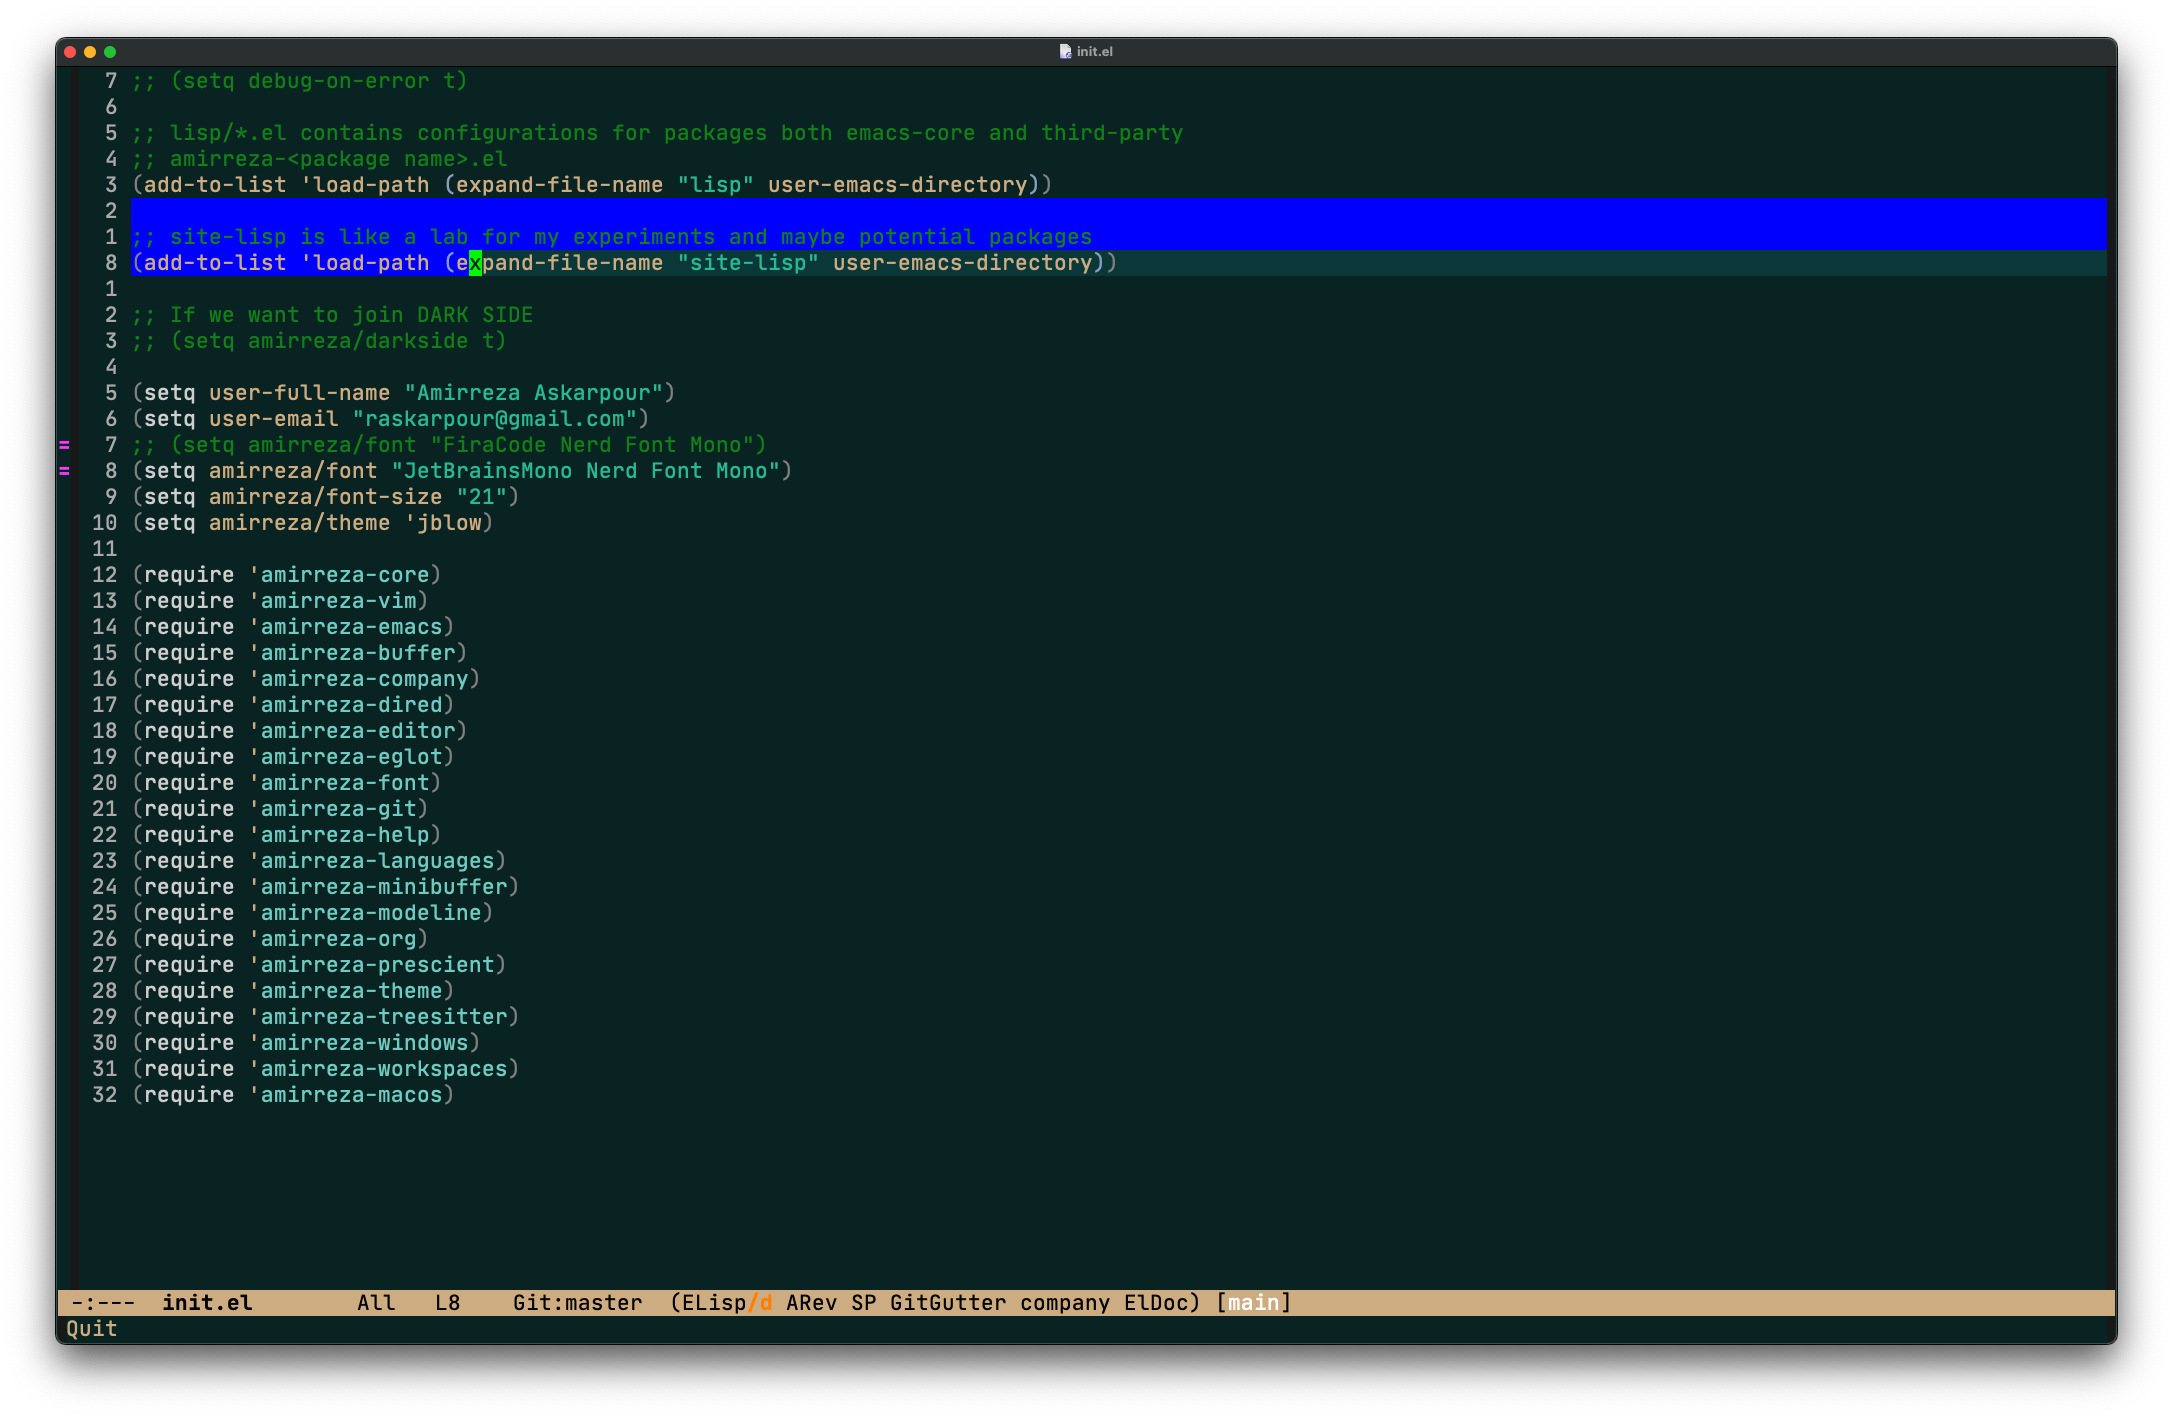 init.el
7 ;; (setq debug-on-error t)
6
5 ;; lisp/*.el contains configurations for packages both emacs-core and third-party
4 ;; amirreza-<package name>.el
3 (add-to-list 'load-path (expand-file-name "lisp" user-emacs-directory))
2
1 ;; site-lisp is like a lab for my experiments and maybe potential packages
8 (add-to-list 'load-path (expand-file-name "site-lisp" user-emacs-directory))
1
2 ;; If we want to join DARK SIDE
3 ;; (setq amirreza/darkside t)
4
5 (setq user-full-name "Amirreza Askarpour")
6 (setq user-email "raskarpour@gmail.com")
= 7 ;; (setq amirreza/font "FiraCode Nerd Font Mono")
= 8 (setq amirreza/font "JetBrainsMono Nerd Font Mono")
9 (setq amirreza/font-size "21")
10 (setq amirreza/theme 'jblow)
11
12 (require 'amirreza-core)
13 (require 'amirreza-vim)
14 (require 'amirreza-emacs)
15 (require 'amirreza-buffer)
16 (require 'amirreza-company)
17 (require 'amirreza-dired)
18 (require 'amirreza-editor)
19 (require 'amirreza-eglot)
20 (require 'amirreza-font)
21 (require 'amirreza-git)
22 (require 'amirreza-help)
23 (require 'amirreza-languages)
24 (require 'amirreza-minibuffer)
25 (require 'amirreza-modeline)
26 (require 'amirreza-org)
27 (require 'amirreza-prescient)
28 (require 'amirreza-theme)
29 (require 'amirreza-treesitter)
30 (require 'amirreza-windows)
31 (require 'amirreza-workspaces)
32 (require 'amirreza-macos)
-:--- init.el All L8 Git:master (ELisp/d ARev SP GitGutter company ElDoc) [main]
Quit